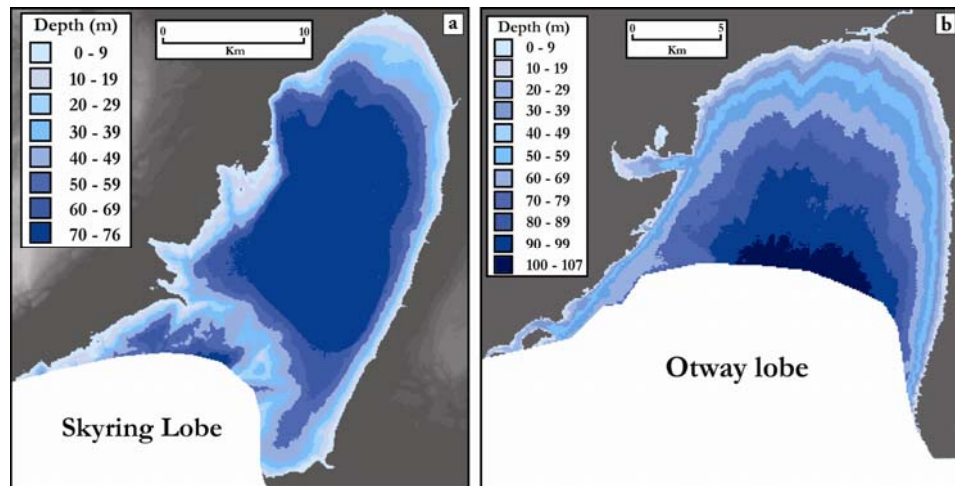 a
Depth (m)
0 - 9
10 - 19
20 - 29
30 - 39
40 - 49
50 - 59
60 - 69
70 - 76
0 10
Km
Skyring Lobe
b
Depth (m)
0 - 9
10 - 19
20 - 29
30 - 39
40 - 49
50 - 59
60 - 69
70 - 79
80 - 89
90 - 99
100 - 107
0 5
Km
Otway lobe